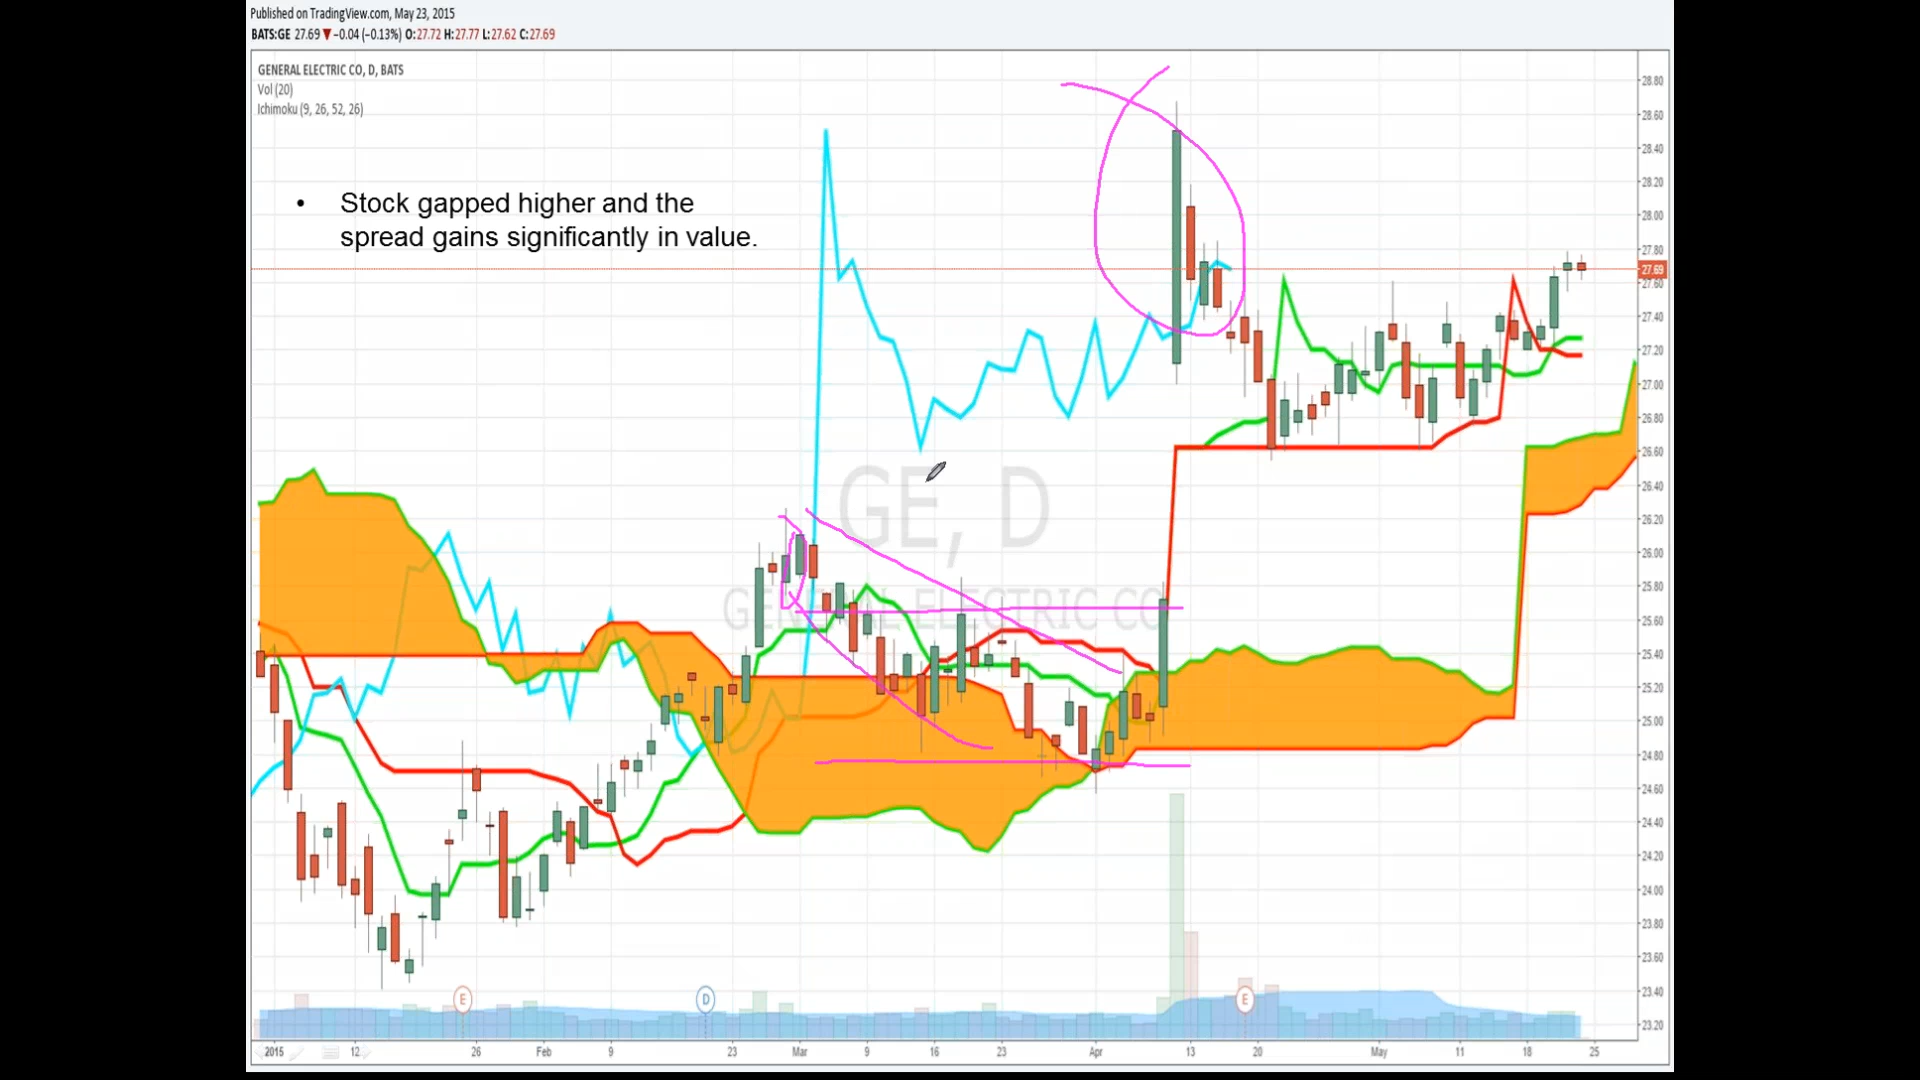 Published on TradingView.com, May 23, 2015
BATS:GE 27.69 ▼ −0.04 (−0.13%) O:27.72 H:27.77 L:27.62 C:27.69
GENERAL ELECTRIC CO, D, BATS
Vol (20)
Ichimoku (9, 26, 52, 26)
• Stock gapped higher and the
spread gains significantly in value.
GE, D
GENERAL ELECTRIC CO
28.80
28.60
28.40
28.20
28.00
27.80
27.69
27.60
27.40
27.20
27.00
26.80
26.60
26.40
26.20
26.00
25.80
25.60
25.40
25.20
25.00
24.80
24.60
24.40
24.20
24.00
23.80
23.60
23.40
23.20
E D E
2015 12 26 Feb 9 23 Mar 9 16 23 Apr 13 20 May 11 18 25